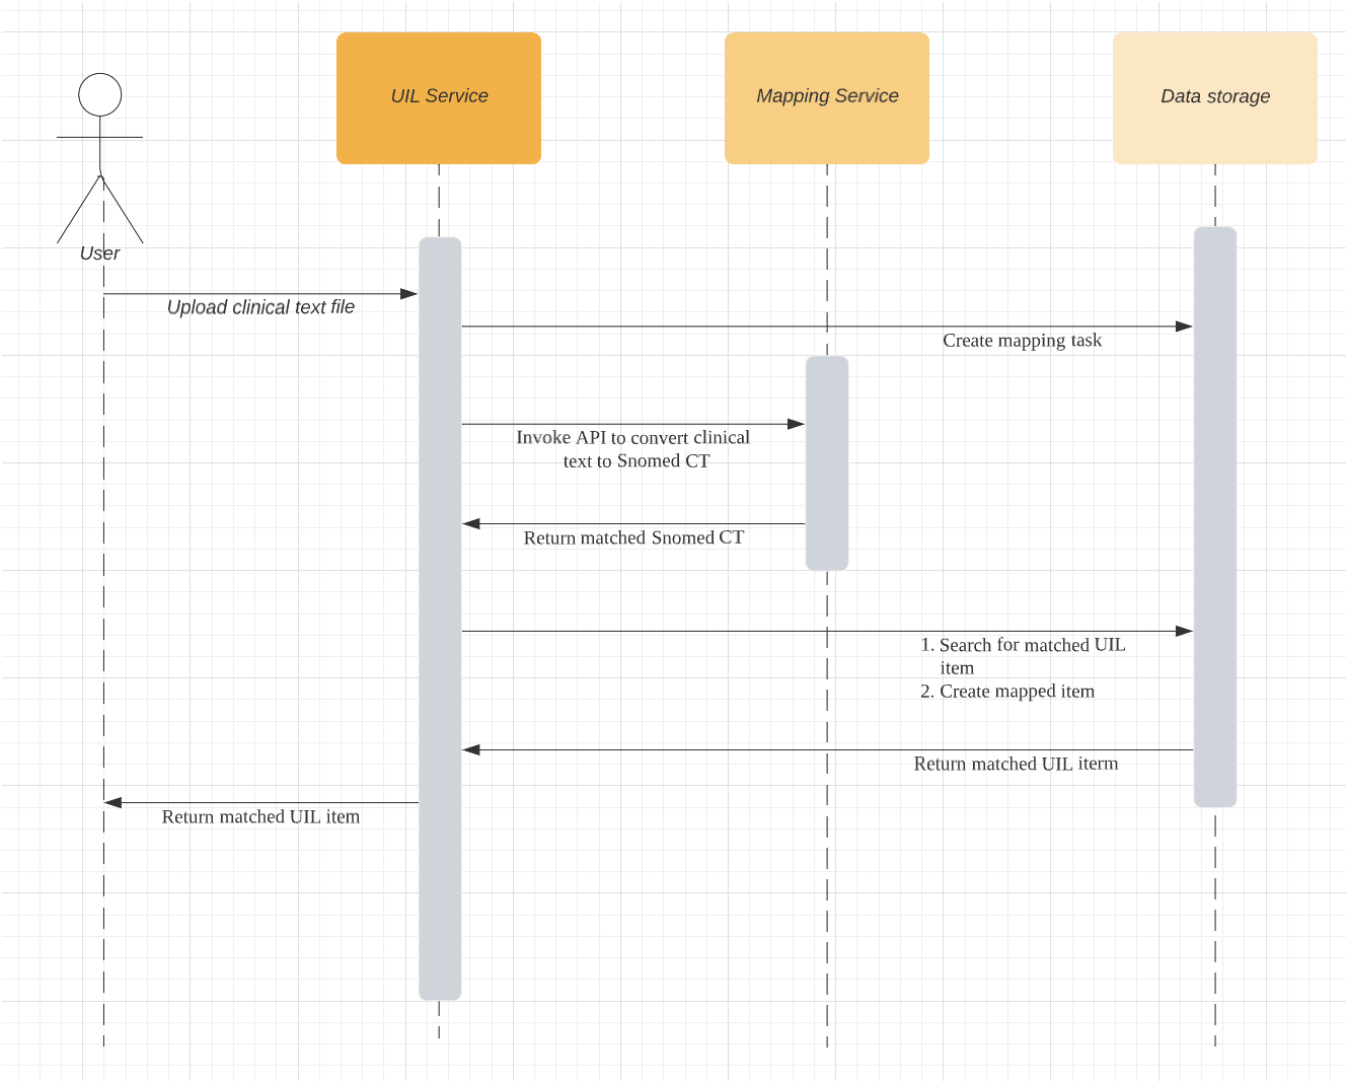 UIL Service
Mapping Service
Data storage
User
Upload clinical text file
Create mapping task
Invoke API to convert clinical
text to Snomed CT
Return matched Snomed CT
1. Search for matched UIL
item
2. Create mapped item
Return matched UIL iterm
Return matched UIL item